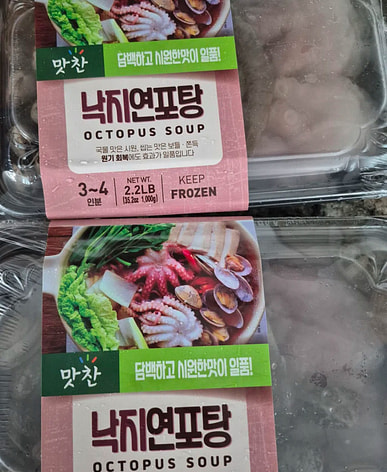 맛찬
담백하고 시원한맛이 일품!
낙지연포탕
OCTOPUS SOUP
국물 맛은 시원, 씹는 맛은 보들·쫀득
원기 회복에도 효과가 일품입니다
3~4
인분
NET WT.
2.2LB
(35.2oz 1,000g)
KEEP
FROZEN
맛찬
담백하고 시원한맛이 일품!
낙지연포탕
OCTOPUS SOUP